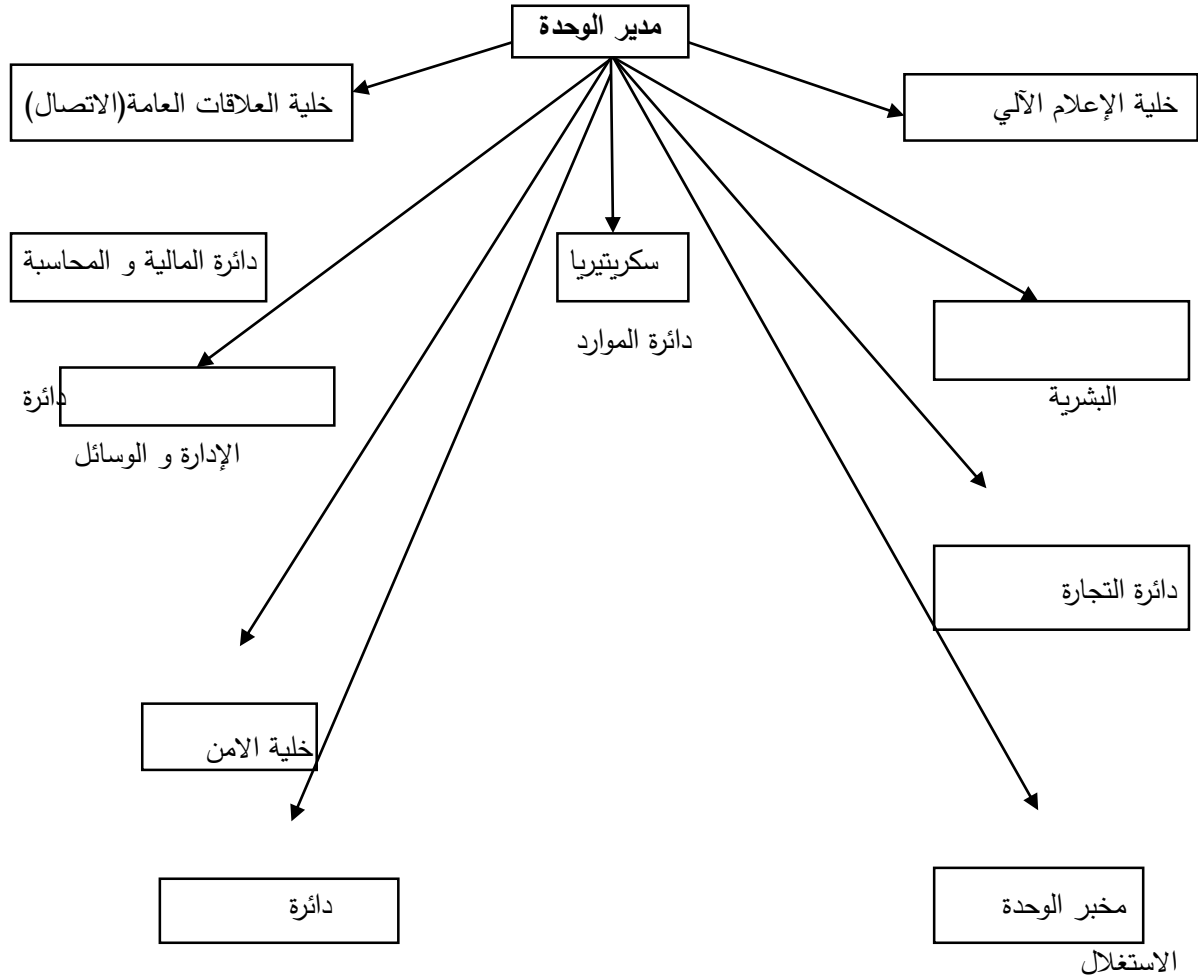 مدير الوحدة
خلية الإعلام الآلي
خلية العلاقات العامة(الاتصال)
سكريتيريا
دائرة المالية و المحاسبة
دائرة الموارد
البشرية
دائرة
الإدارة و الوسائل
دائرة التجارة
خلية الامن
مخبر الوحدة
دائرة
الاستغلال